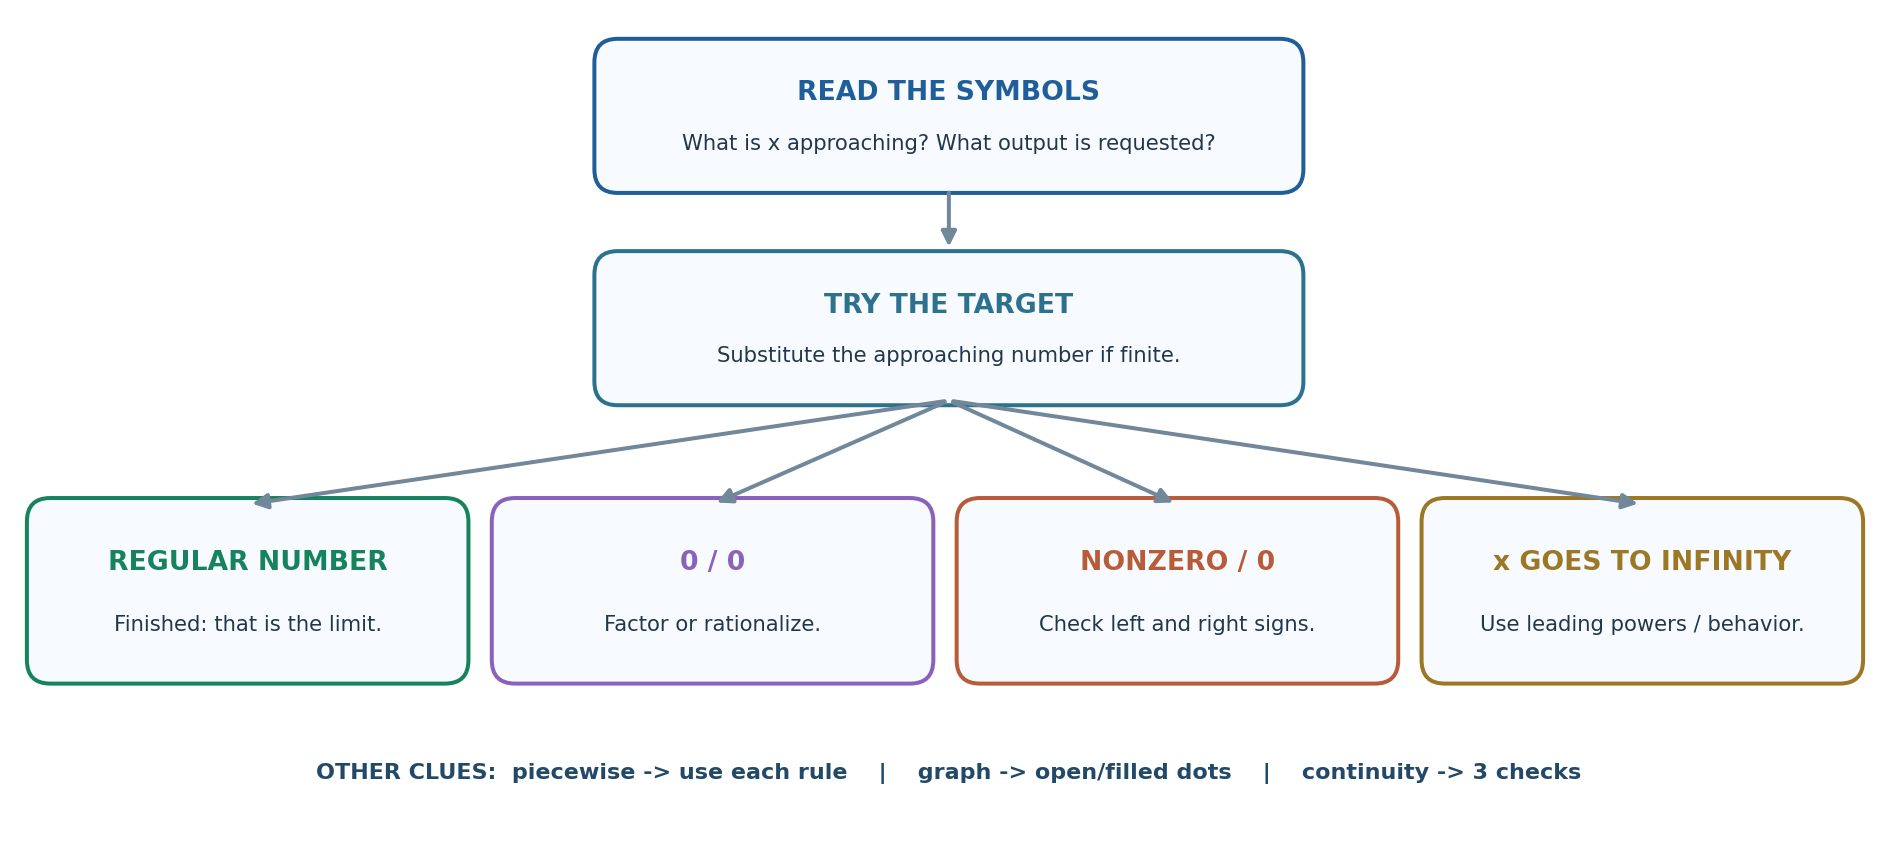 READ THE SYMBOLS
What is x approaching? What output is requested?
TRY THE TARGET
Substitute the approaching number if finite.
REGULAR NUMBER
Finished: that is the limit.
0 / 0
Factor or rationalize.
NONZERO / 0
Check left and right signs.
x GOES TO INFINITY
Use leading powers / behavior.
OTHER CLUES: piecewise -> use each rule | graph -> open/filled dots | continuity -> 3 checks